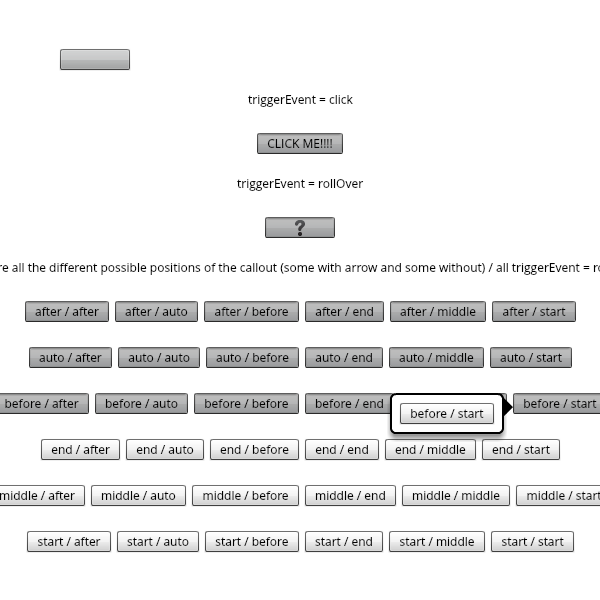 triggerEvent = click
CLICK ME!!!!
triggerEvent = rollOver
?
all the different possible positions of the callout (some with arrow and some without) / all triggerEvent =
after / after after / auto after / before after / end after / middle after / start
auto / after auto / auto auto / before auto / end auto / middle auto / start
before / after before / auto before / before before / end before / start before / start
end / after end / auto end / before end / end end / middle end / start
middle / after middle / auto middle / before middle / end middle / middle middle / start
start / after start / auto start / before start / end start / middle start / start